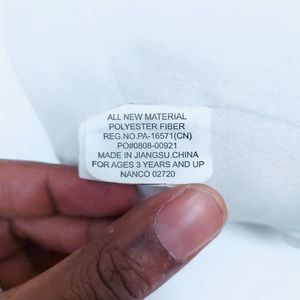 ALL NEW MATERIAL
POLYESTER FIBER
REG.NO.PA-16571(CN)
PO#0808-00921
MADE IN JIANGSU.CHINA
FOR AGES 3 YEARS AND UP
NANCO 02720